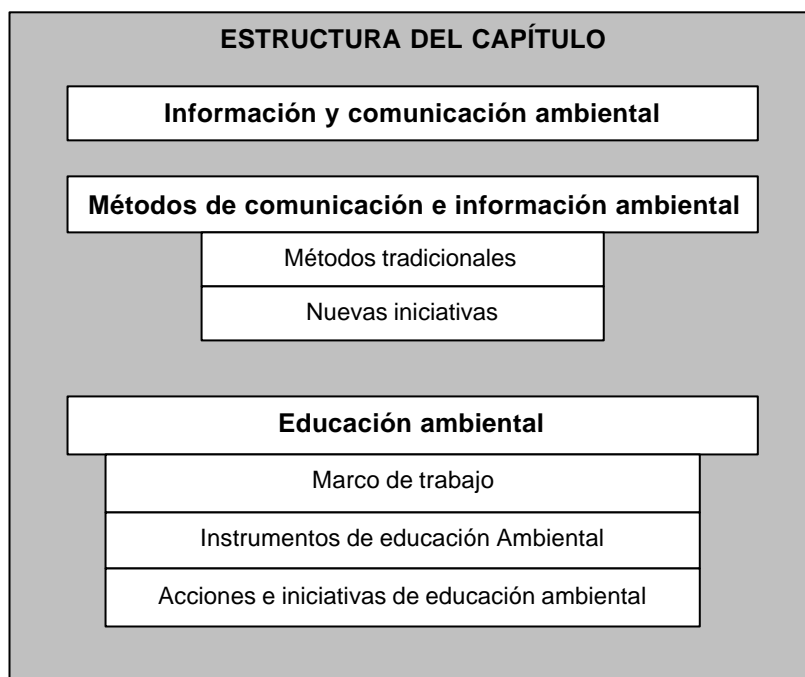 ESTRUCTURA DEL CAPÍTULO
Información y comunicación ambiental
Métodos de comunicación e información ambiental
Métodos tradicionales
Nuevas iniciativas
Educación ambiental
Marco de trabajo
Instrumentos de educación Ambiental
Acciones e iniciativas de educación ambiental